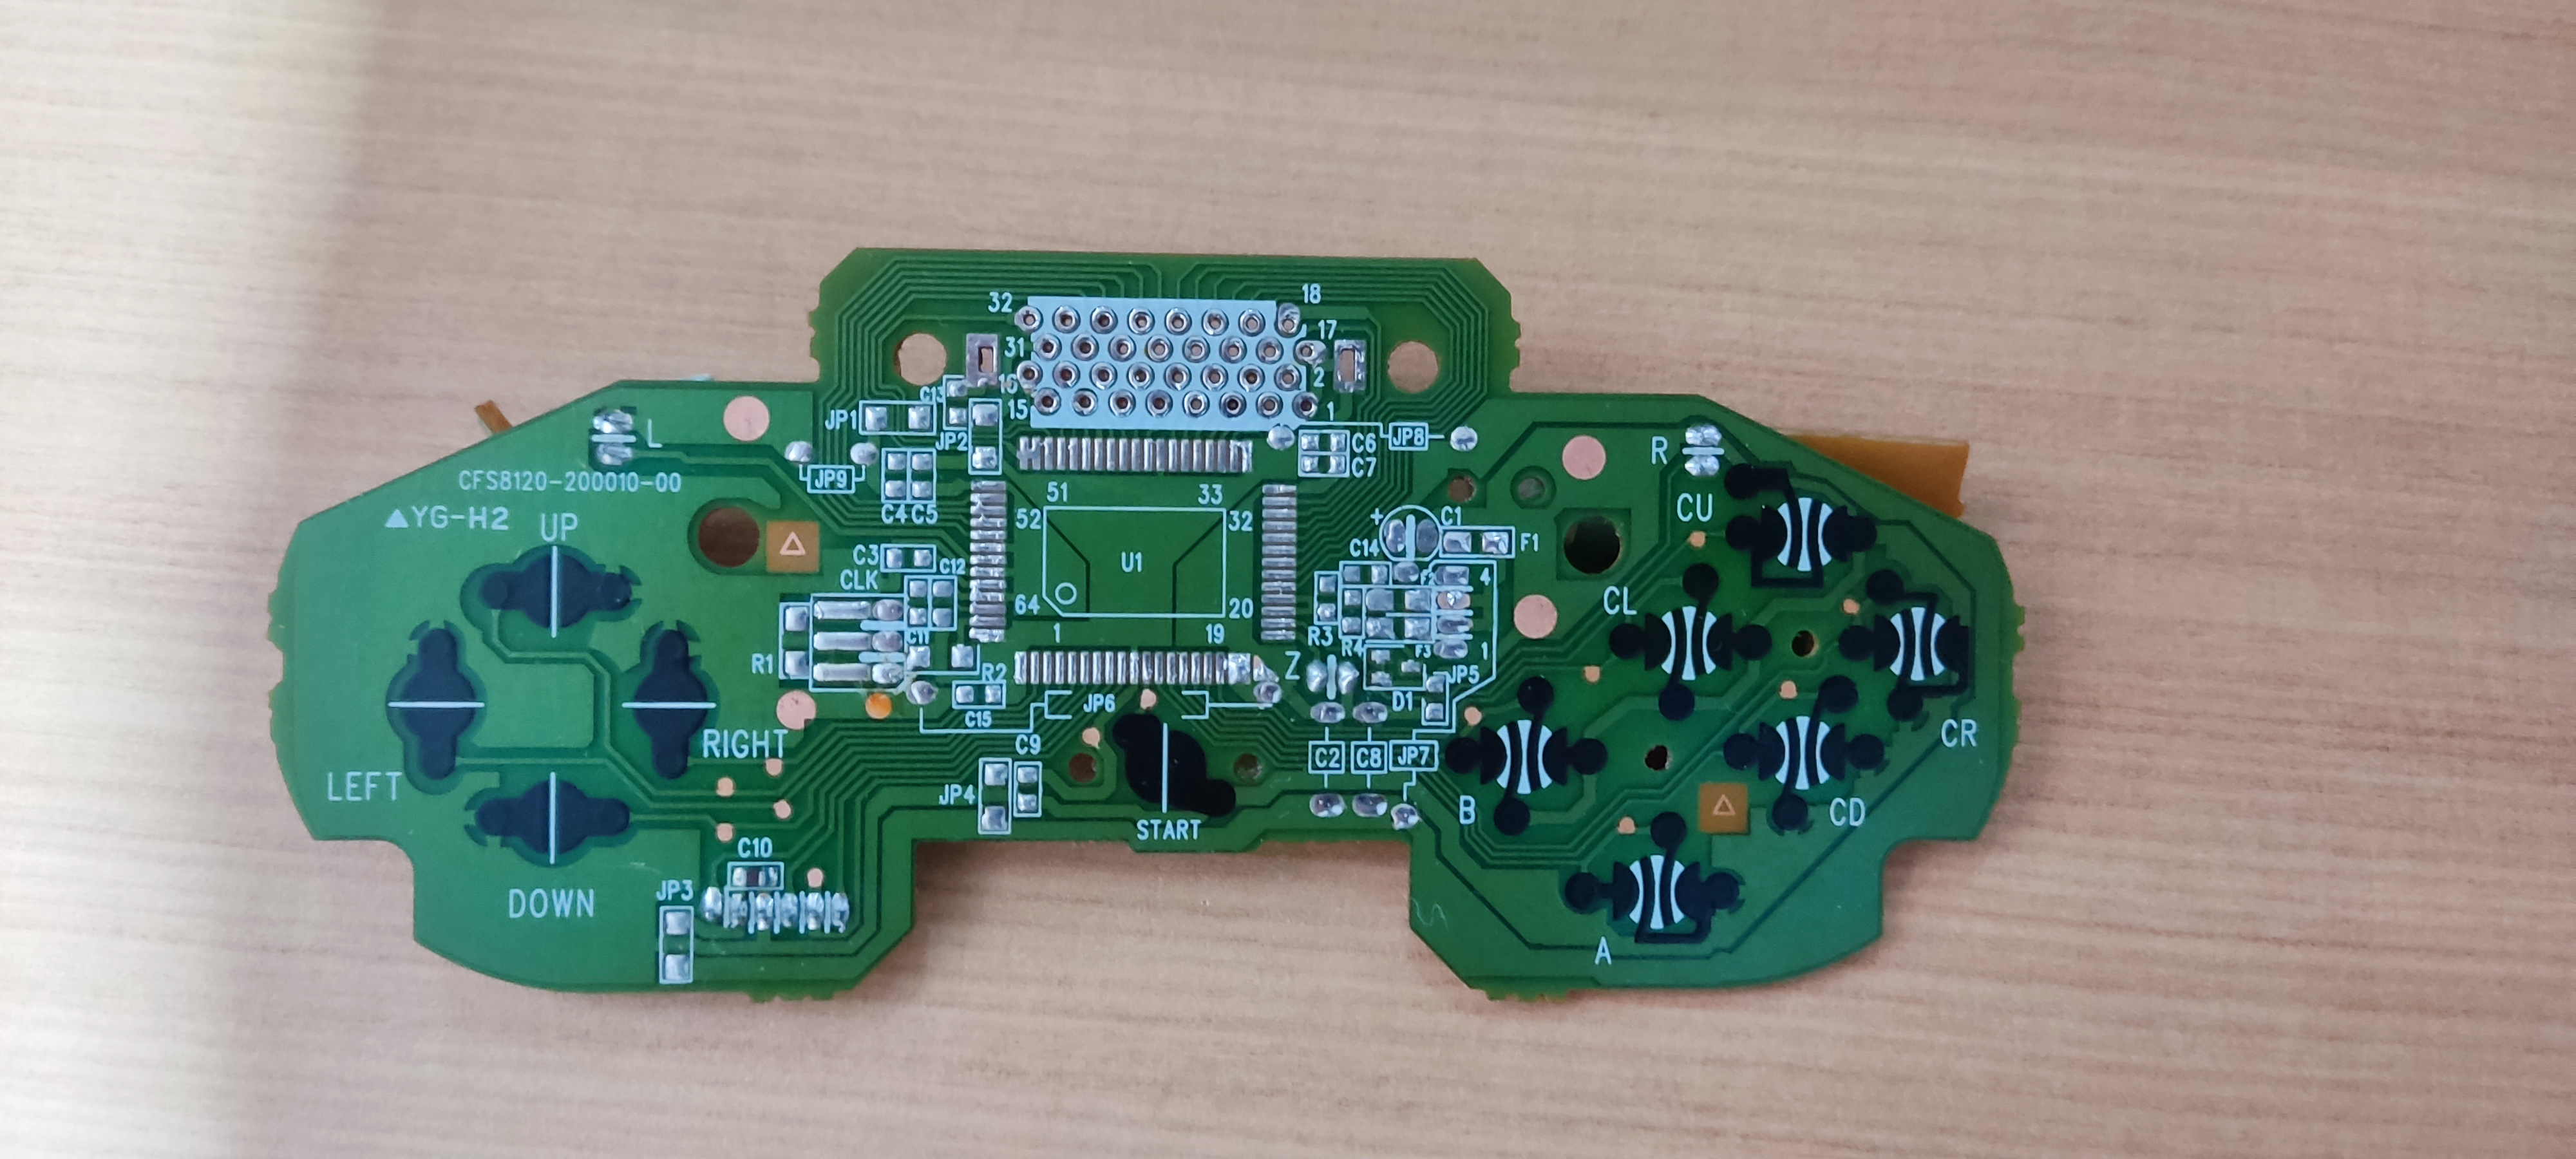 32
18
17
31
16
2
15
1
C13
JP1
JP2
JP8
C6
C7
L
R
JP9
CFS8120-200010-00
YG-H2
UP
C4 C5
51
33
52
32
CU
+
C1
C14
F1
C3
C12
CLK
U1
F2
4
64
20
CL
C11
1
19
R3
R4
F3
1
R1
R2
Z
JP5
C15
JP6
D1
RIGHT
C9
CR
LEFT
C2
C8
JP7
JP4
B
CD
START
C10
JP3
DOWN
A